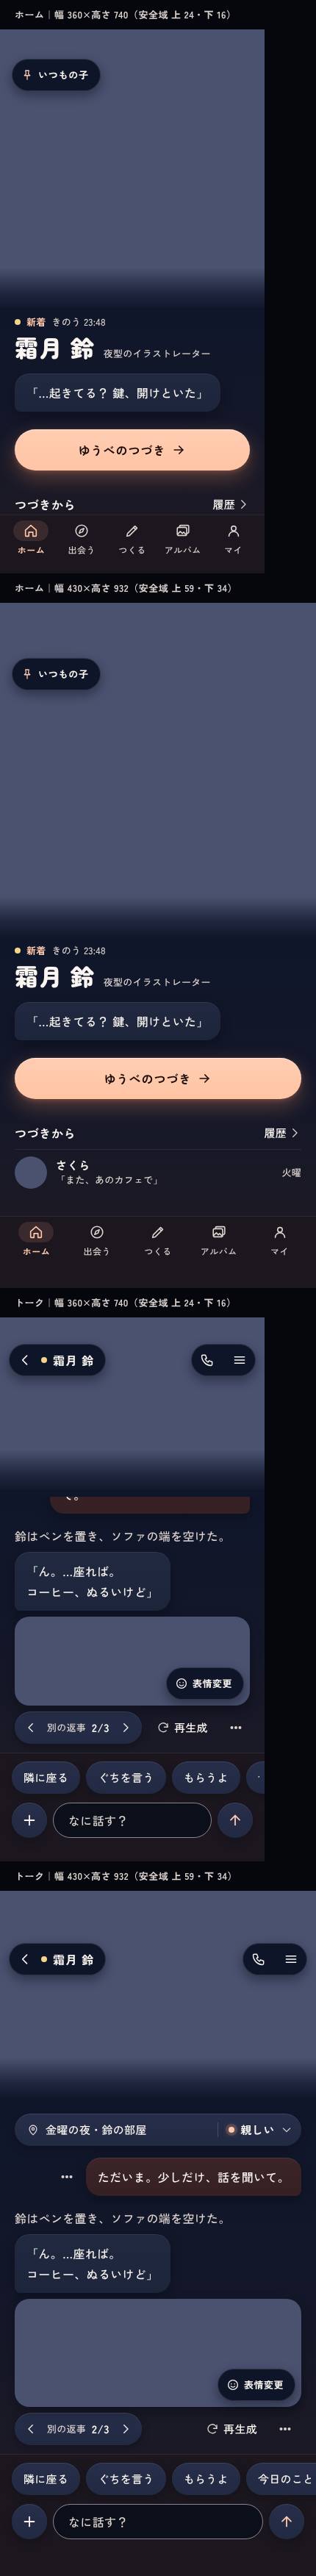 ホーム｜幅 360×高さ 740（安全域 上 24・下 16）
いつもの子
新着 きのう 23:48
霜月 鈴 夜型のイラストレーター
「…起きてる？ 鍵、開けといた」
ゆうべのつづき →
つづきから 履歴
ホーム 出会う つくる アルバム マイ
ホーム｜幅 430×高さ 932（安全域 上 59・下 34）
いつもの子
新着 きのう 23:48
霜月 鈴 夜型のイラストレーター
「…起きてる？ 鍵、開けといた」
ゆうべのつづき →
つづきから 履歴
さくら
「また、あのカフェで」 火曜
ホーム 出会う つくる アルバム マイ
トーク｜幅 360×高さ 740（安全域 上 24・下 16）
霜月 鈴
鈴はペンを置き、ソファの端を空けた。
「ん。…座れば。
コーヒー、ぬるいけど」
表情変更
別の返事 2/3 再生成
隣に座る ぐちを言う もらうよ
なに話す？
トーク｜幅 430×高さ 932（安全域 上 59・下 34）
霜月 鈴
金曜の夜・鈴の部屋 親しい
ただいま。少しだけ、話を聞いて。
鈴はペンを置き、ソファの端を空けた。
「ん。…座れば。
コーヒー、ぬるいけど」
表情変更
別の返事 2/3 再生成
隣に座る ぐちを言う もらうよ 今日のこと
なに話す？